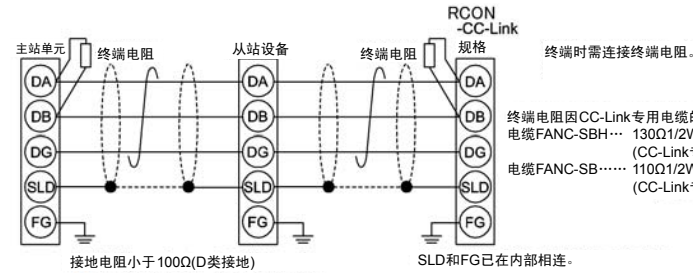 RCON
-CC-Link
主站单元
终端电阻
从站设备
终端电阻
规格
终端时需连接终端电阻。
DA
DA
DA
DB
DB
DB
终端电阻因CC-Link专用电缆的
电缆FANC-SBH… 130Ω1/2W
DG
DG
DG
(CC-Link
电缆FANC-SB…… 110Ω1/2W
SLD
SLD
SLD
(CC-Link
FG
FG
FG
接地电阻小于100Ω(D类接地)
SLD和FG已在内部相连。